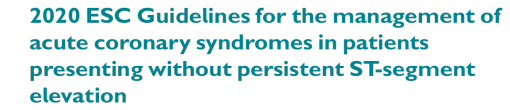 2020 ESC Guidelines for the management of
acute coronary syndromes in patients
presenting without persistent ST-segment
elevation